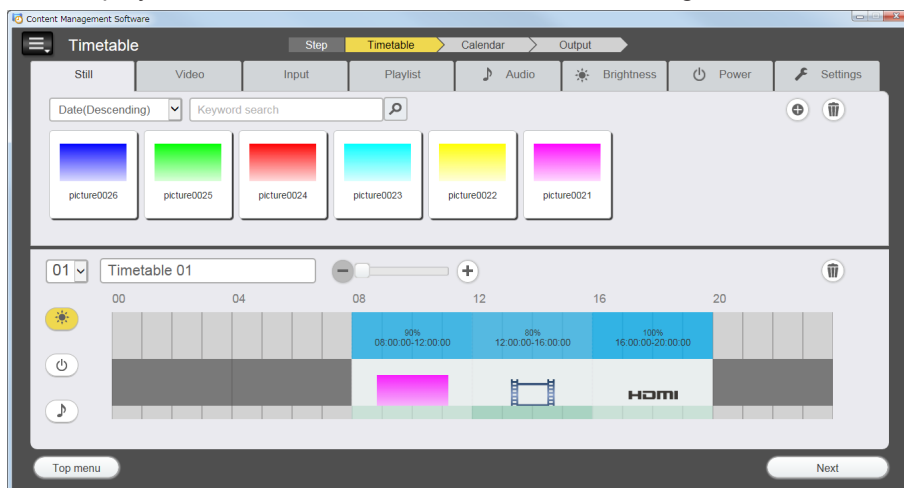 Content Management Software
Timetable
Step
Timetable
Calendar
Output
Still
Video
Input
Playlist
Audio
Brightness
Power
Settings
Date(Descending)
Keyword search
picture0026
picture0025
picture0024
picture0023
picture0022
picture0021
01
Timetable 01
00
04
08
12
16
20
90%
08:00:00-12:00:00
80%
12:00:00-16:00:00
100%
16:00:00-20:00:00
HDMI
Top menu
Next